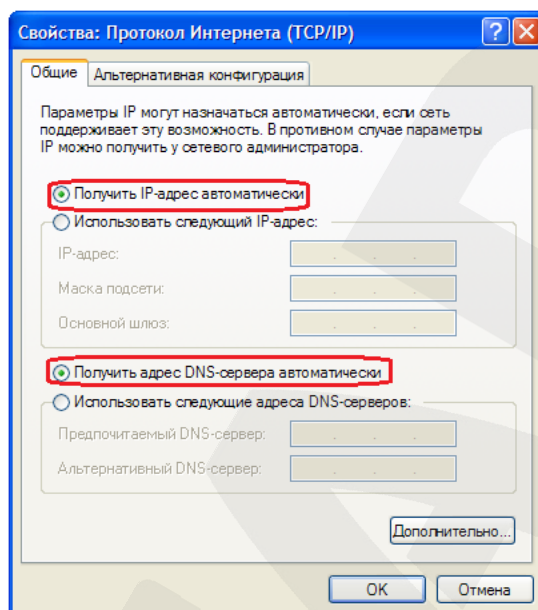 Свойства: Протокол Интернета (TCP/IP)
Общие
Альтернативная конфигурация
Параметры IP могут назначаться автоматически, если сеть
поддерживает эту возможность. В противном случае параметры
IP можно получить у сетевого администратора.
Получить IP-адрес автоматически
Использовать следующий IP-адрес:
IP-адрес:
Маска подсети:
Основной шлюз:
Получить адрес DNS-сервера автоматически
Использовать следующие адреса DNS-серверов:
Предпочитаемый DNS-сервер:
Альтернативный DNS-сервер:
Дополнительно...
OK
Отмена